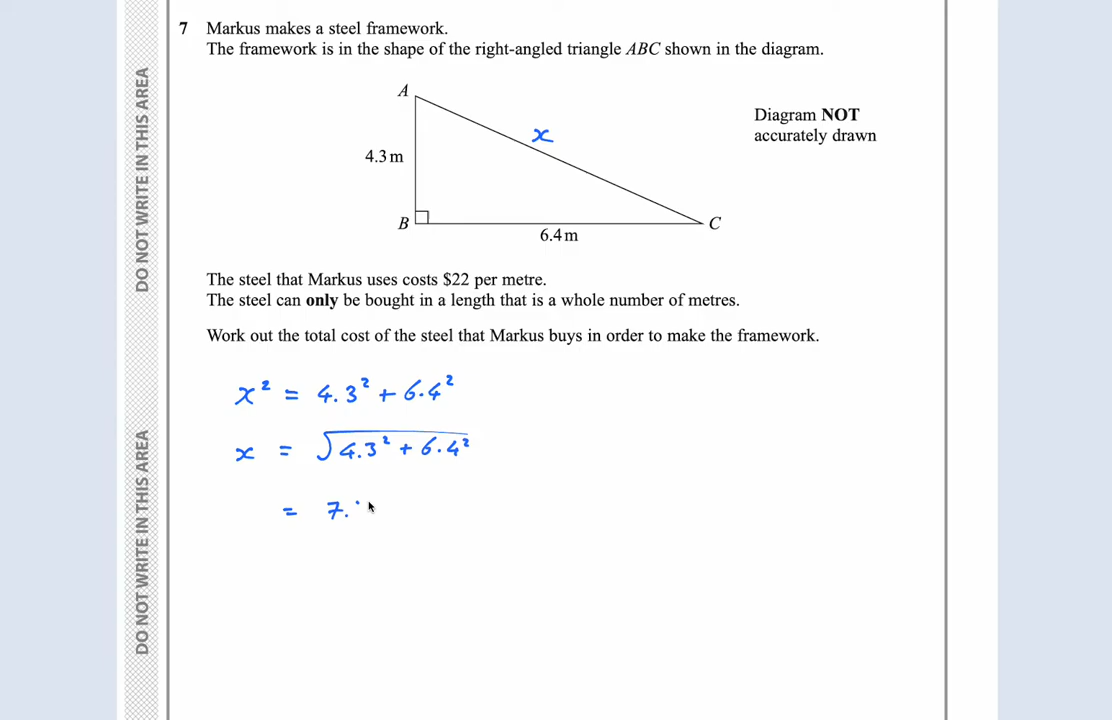 7 Markus makes a steel framework.
The framework is in the shape of the right-angled triangle ABC shown in the diagram.
A
x
Diagram NOT
accurately drawn
4.3 m
B
C
6.4 m
The steel that Markus uses costs $22 per metre.
The steel can only be bought in a length that is a whole number of metres.
Work out the total cost of the steel that Markus buys in order to make the framework.
x² = 4.3² + 6.4²
x = √4.3² + 6.4²
= 7.
DO NOT WRITE IN THIS AREA
DO NOT WRITE IN THIS AREA